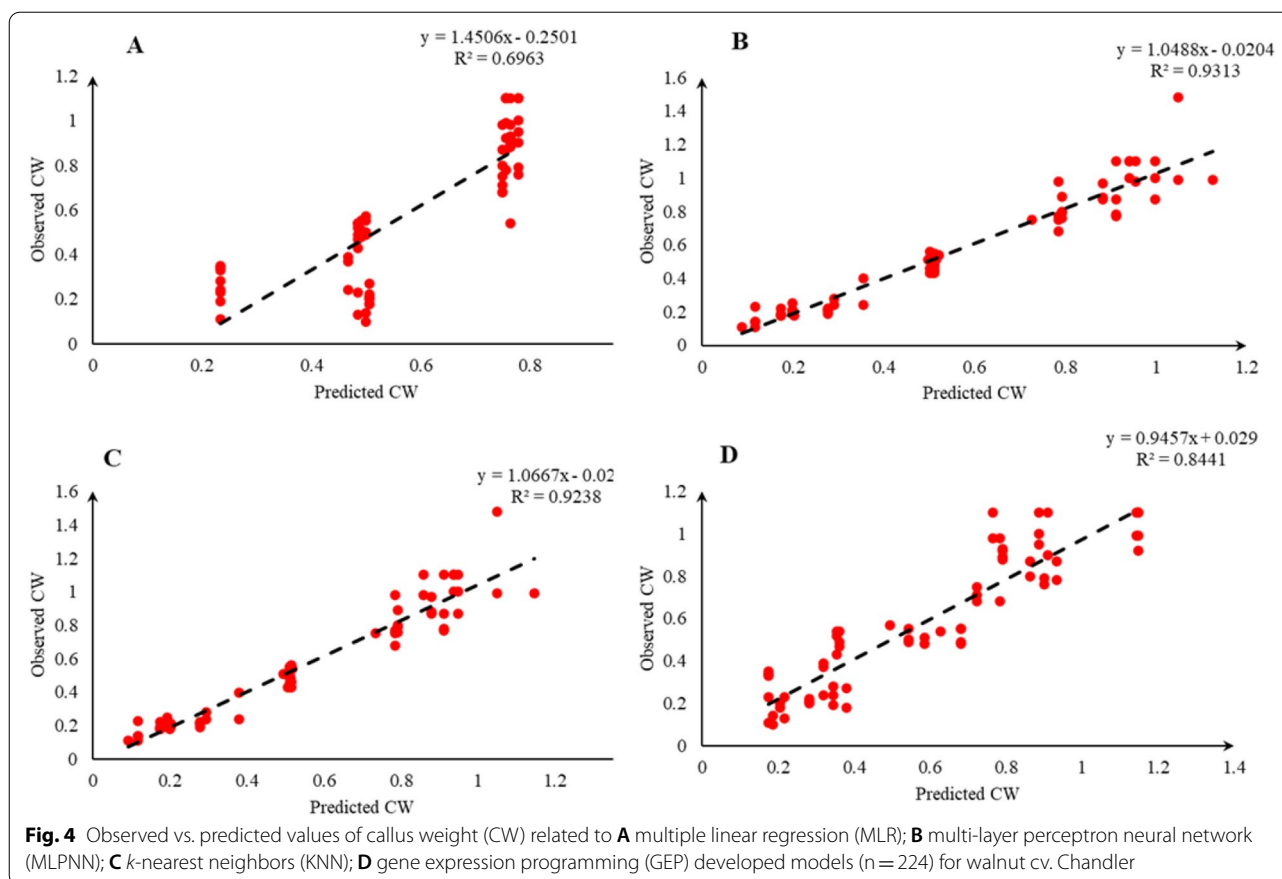 A
y = 1.4506x - 0.2501
R² = 0.6963
1.2
1
0.8
0.6
0.4
0.2
0
0
0.2
0.4
0.6
0.8
Observed CW
Predicted CW
B
y = 1.0488x - 0.0204
R² = 0.9313
1.6
1.4
1.2
1
0.8
0.6
0.4
0.2
0
0
0.2
0.4
0.6
0.8
1
1.2
Observed CW
Predicted CW
C
y = 1.0667x - 0.02
R² = 0.9238
1.6
1.4
1.2
1
0.8
0.6
0.4
0.2
0
0
0.2
0.4
0.6
0.8
1
1.2
Observed CW
Predicted CW
D
y = 0.9457x + 0.029
R² = 0.8441
1.2
1
0.8
0.6
0.4
0.2
0
0
0.2
0.4
0.6
0.8
1
1.2
1.4
Observed CW
Predicted CW
Fig. 4 Observed vs. predicted values of callus weight (CW) related to A multiple linear regression (MLR); B multi-layer perceptron neural network
(MLPNN); C k-nearest neighbors (KNN); D gene expression programming (GEP) developed models (n = 224) for walnut cv. Chandler